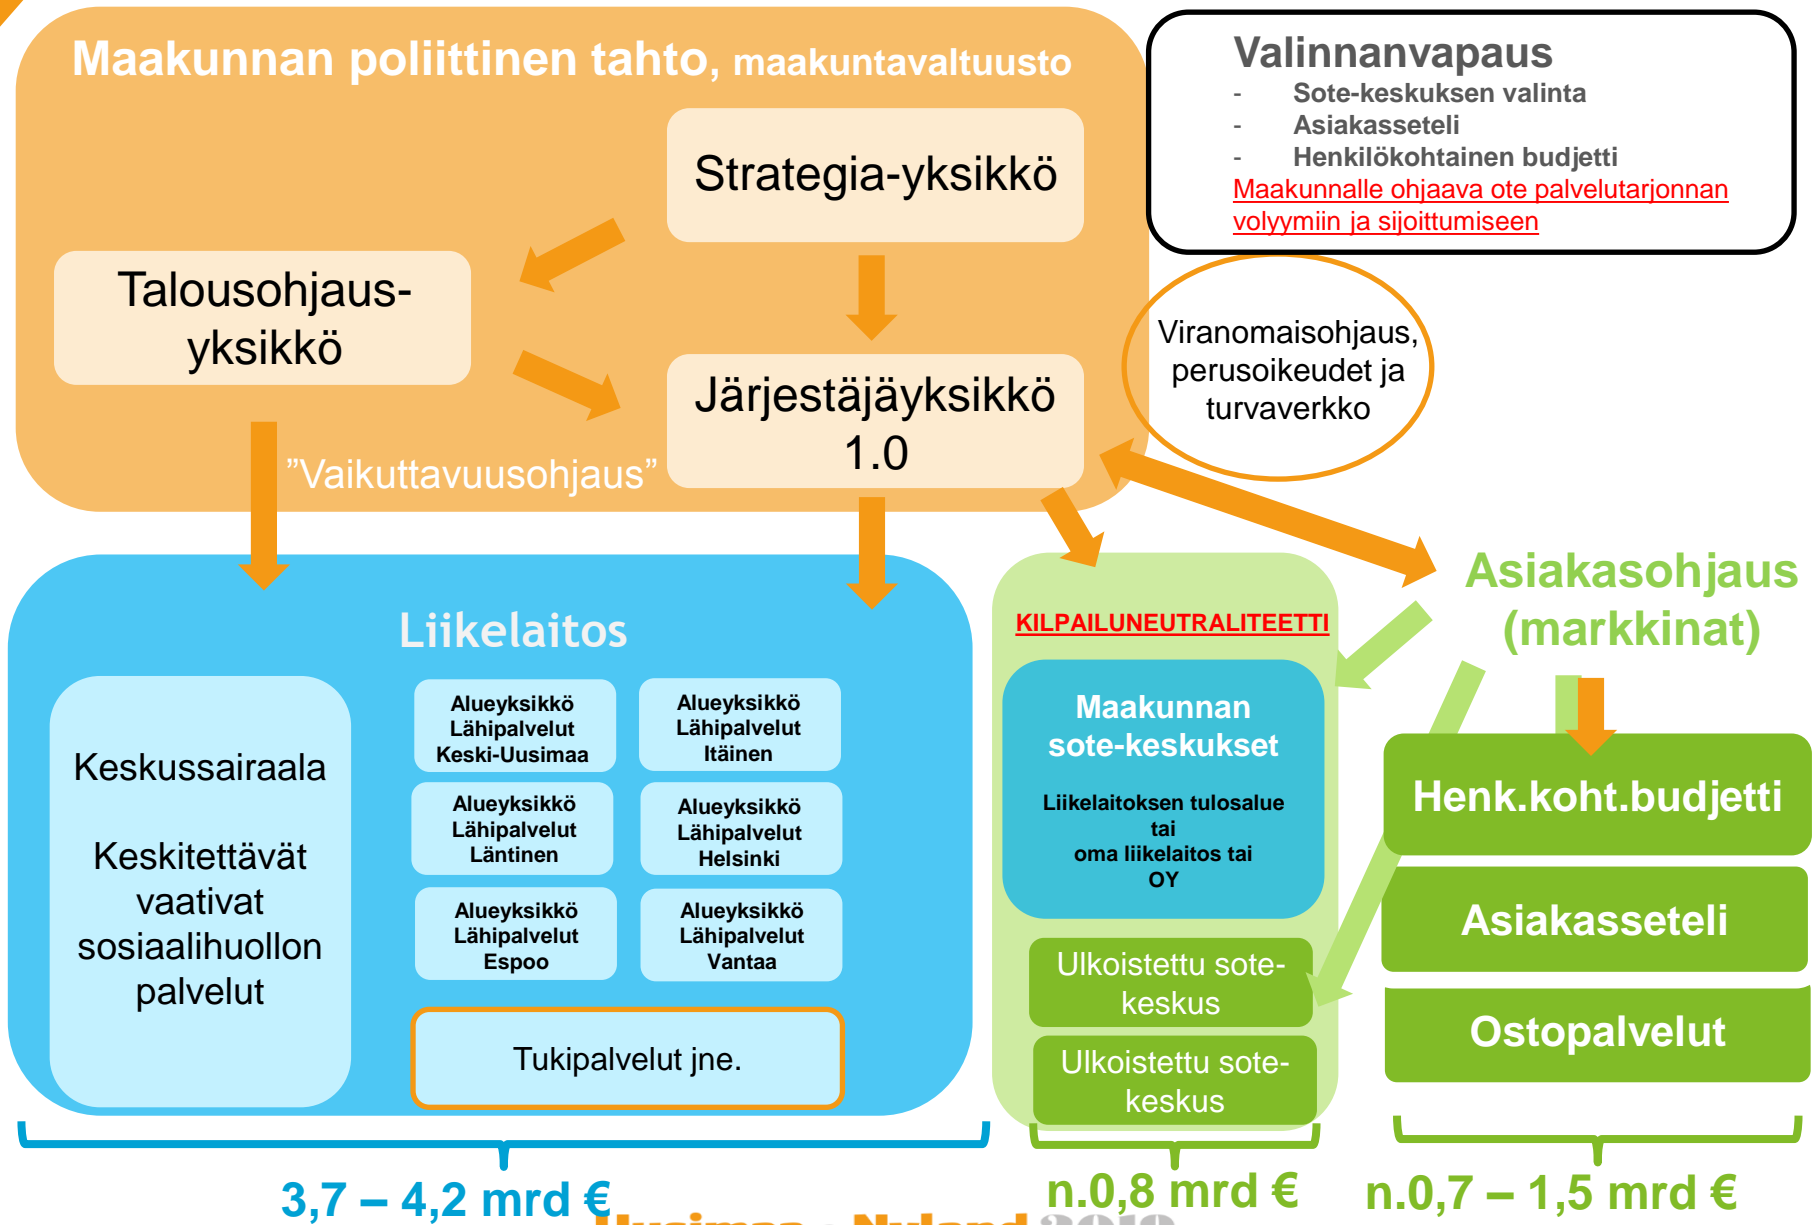 Maakunnan poliittinen tahto, maakuntavaltuusto
Valinnanvapaus
- Sote-keskuksen valinta
- Asiakasseteli
- Henkilökohtainen budjetti
Maakunnalle ohjaava ote palvelutarjonnan
volyymiin ja sijoittumiseen
Strategia-yksikkö
Talousohjaus-
yksikkö
Järjestäjäyksikkö
1.0
Viranomaisohjaus,
perusoikeudet ja
turvaverkko
”Vaikuttavuusohjaus”
Liikelaitos
Keskussairaala
Keskitettävät
vaativat
sosiaalihuollon
palvelut
Alueyksikkö
Lähipalvelut
Keski-Uusimaa
Alueyksikkö
Lähipalvelut
Itäinen
Alueyksikkö
Lähipalvelut
Läntinen
Alueyksikkö
Lähipalvelut
Helsinki
Alueyksikkö
Lähipalvelut
Espoo
Alueyksikkö
Lähipalvelut
Vantaa
Tukipalvelut jne.
KILPAILUNEUTRALITEETTI
Maakunnan
sote-keskukset
Liikelaitoksen tulosalue
tai
oma liikelaitos tai
OY
Ulkoistettu sote-
keskus
Ulkoistettu sote-
keskus
Asiakasohjaus
(markkinat)
Henk.koht.budjetti
Asiakasseteli
Ostopalvelut
3,7 – 4,2 mrd €
n.0,8 mrd €
n.0,7 – 1,5 mrd €
Uusimaa Nyland 2019